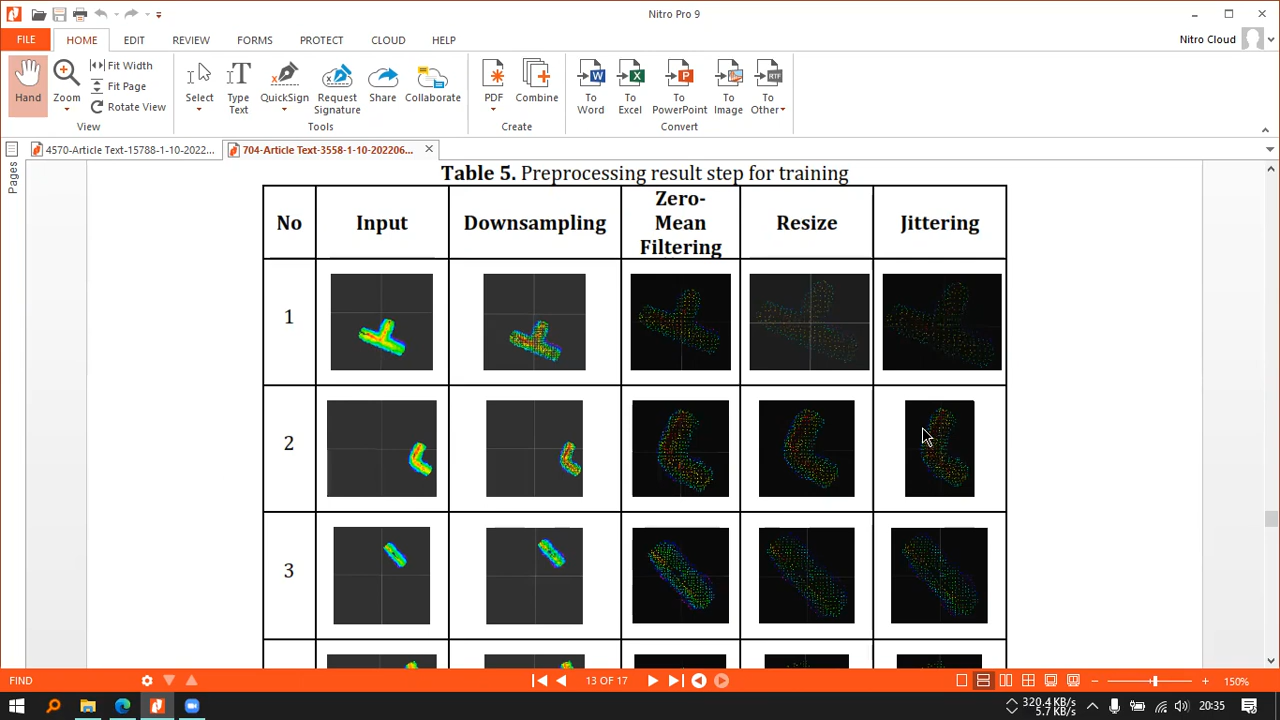 Nitro Pro 9
FILE HOME EDIT REVIEW FORMS PROTECT CLOUD HELP
Nitro Cloud
Hand
Zoom
Fit Width
Fit Page
Rotate View
View
Select
Type Text
QuickSign
Request Signature
Share
Collaborate
Tools
PDF
Combine
Create
To Word
To Excel
To PowerPoint
To Image
To Other
Convert
4570-Article Text-15788-1-10-2022...
704-Article Text-3558-1-10-202206...
Pages
Table 5. Preprocessing result step for training
No Input Downsampling Zero-Mean Filtering Resize Jittering
1
2
3
FIND
13 OF 17
150%
320.4 KB/s
5.7 KB/s
20:35